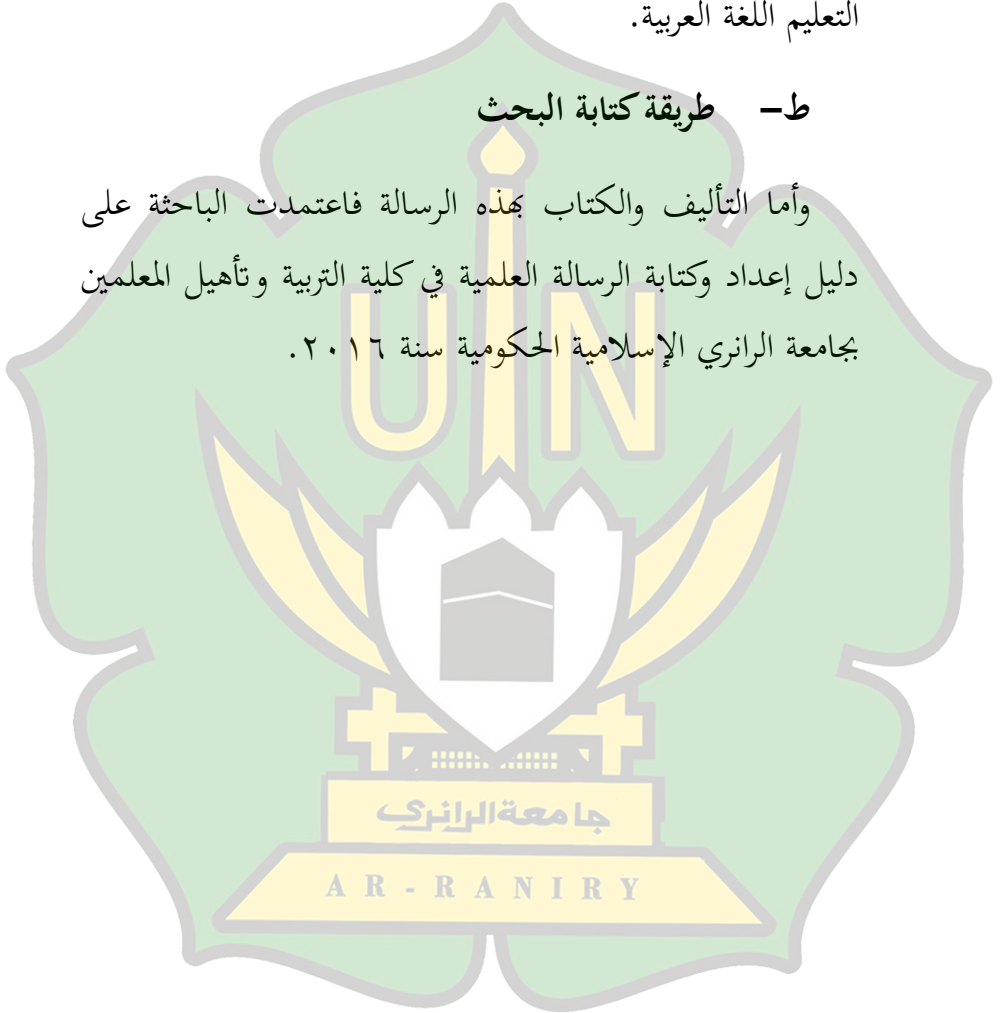 التعليم اللغة العربية.
ط– طريقة كتابة البحث
وأما التأليف والكتاب بهذه الرسالة فاعتمدت الباحثة على
دليل إعداد وكتابة الرسالة العلمية في كلية التربية وتأهيل المعلمين
بجامعة الرانري الإسلامية الحكومية سنة ٢٠١٦.
UIN
جامعة الرانري
AR-RANIRY